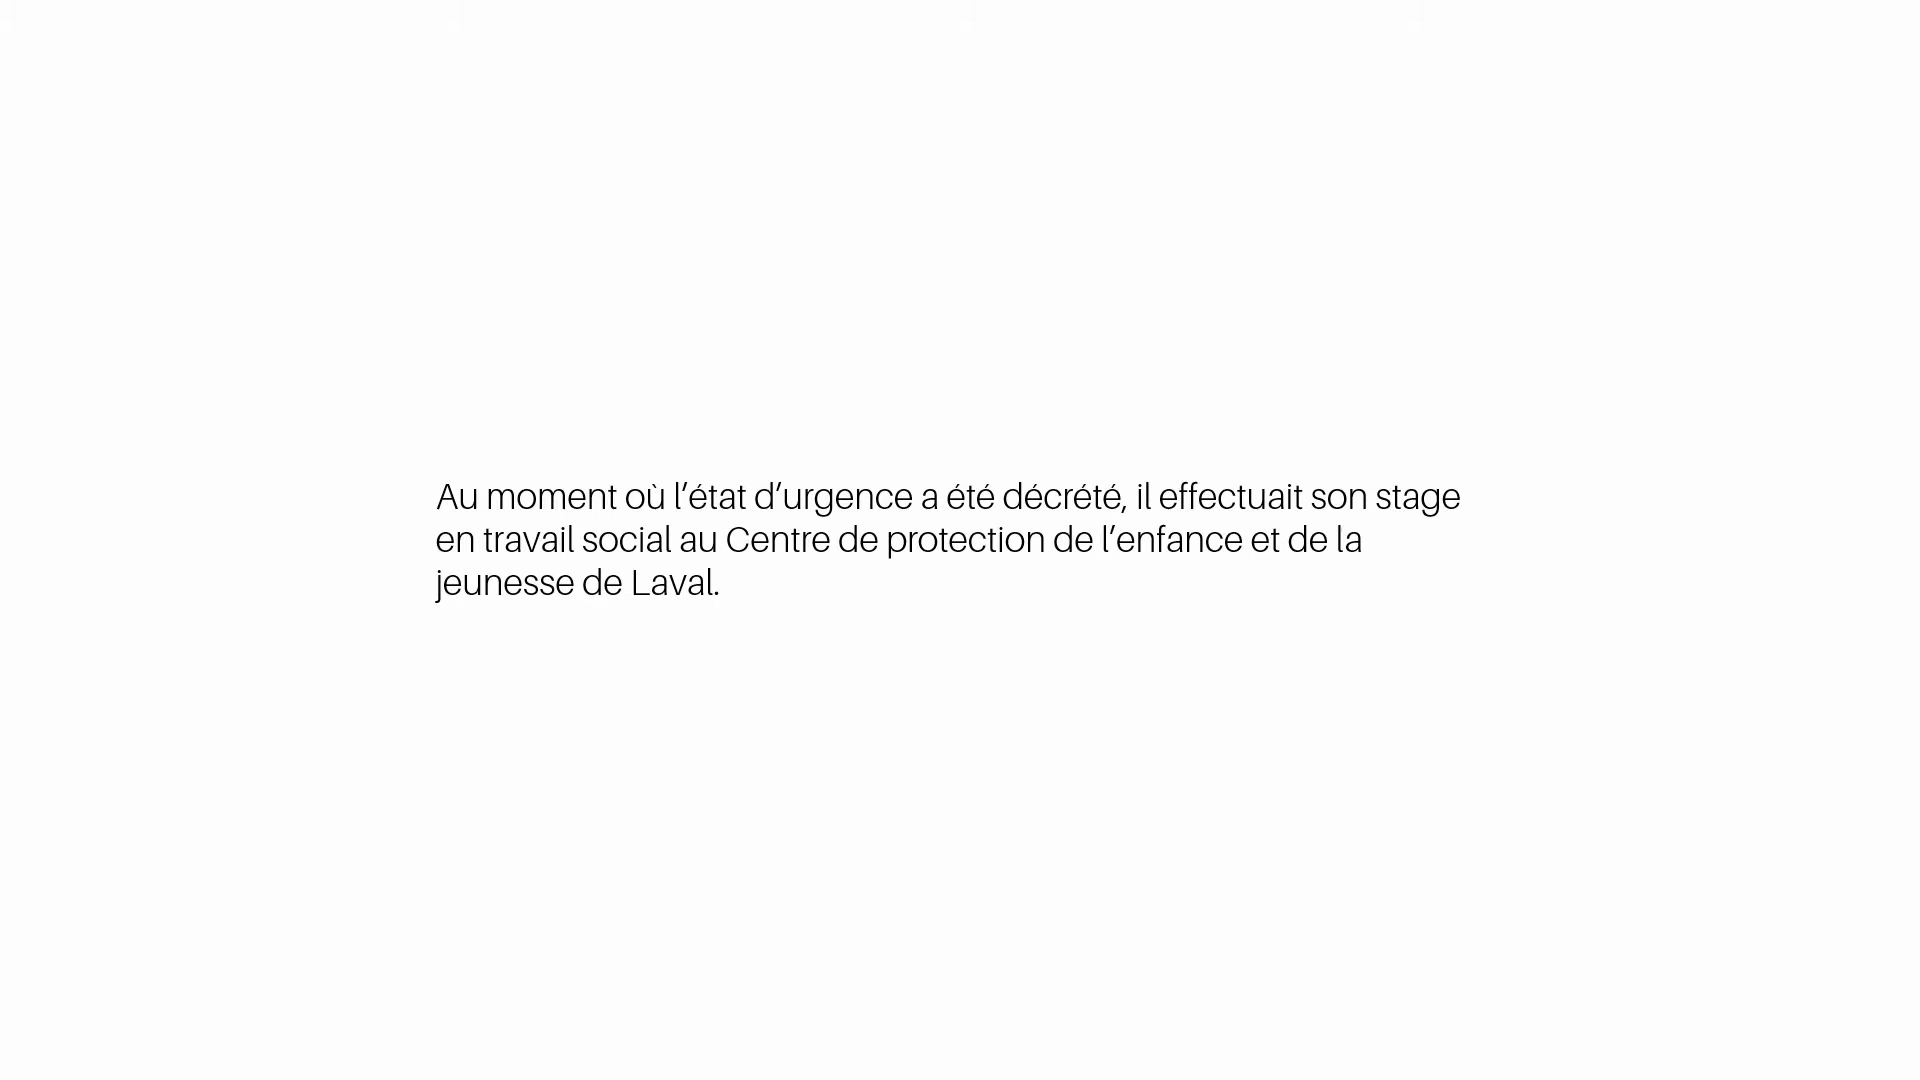 Au moment où l’état d’urgence a été décrété, il effectuait son stage
en travail social au Centre de protection de l’enfance et de la
jeunesse de Laval.